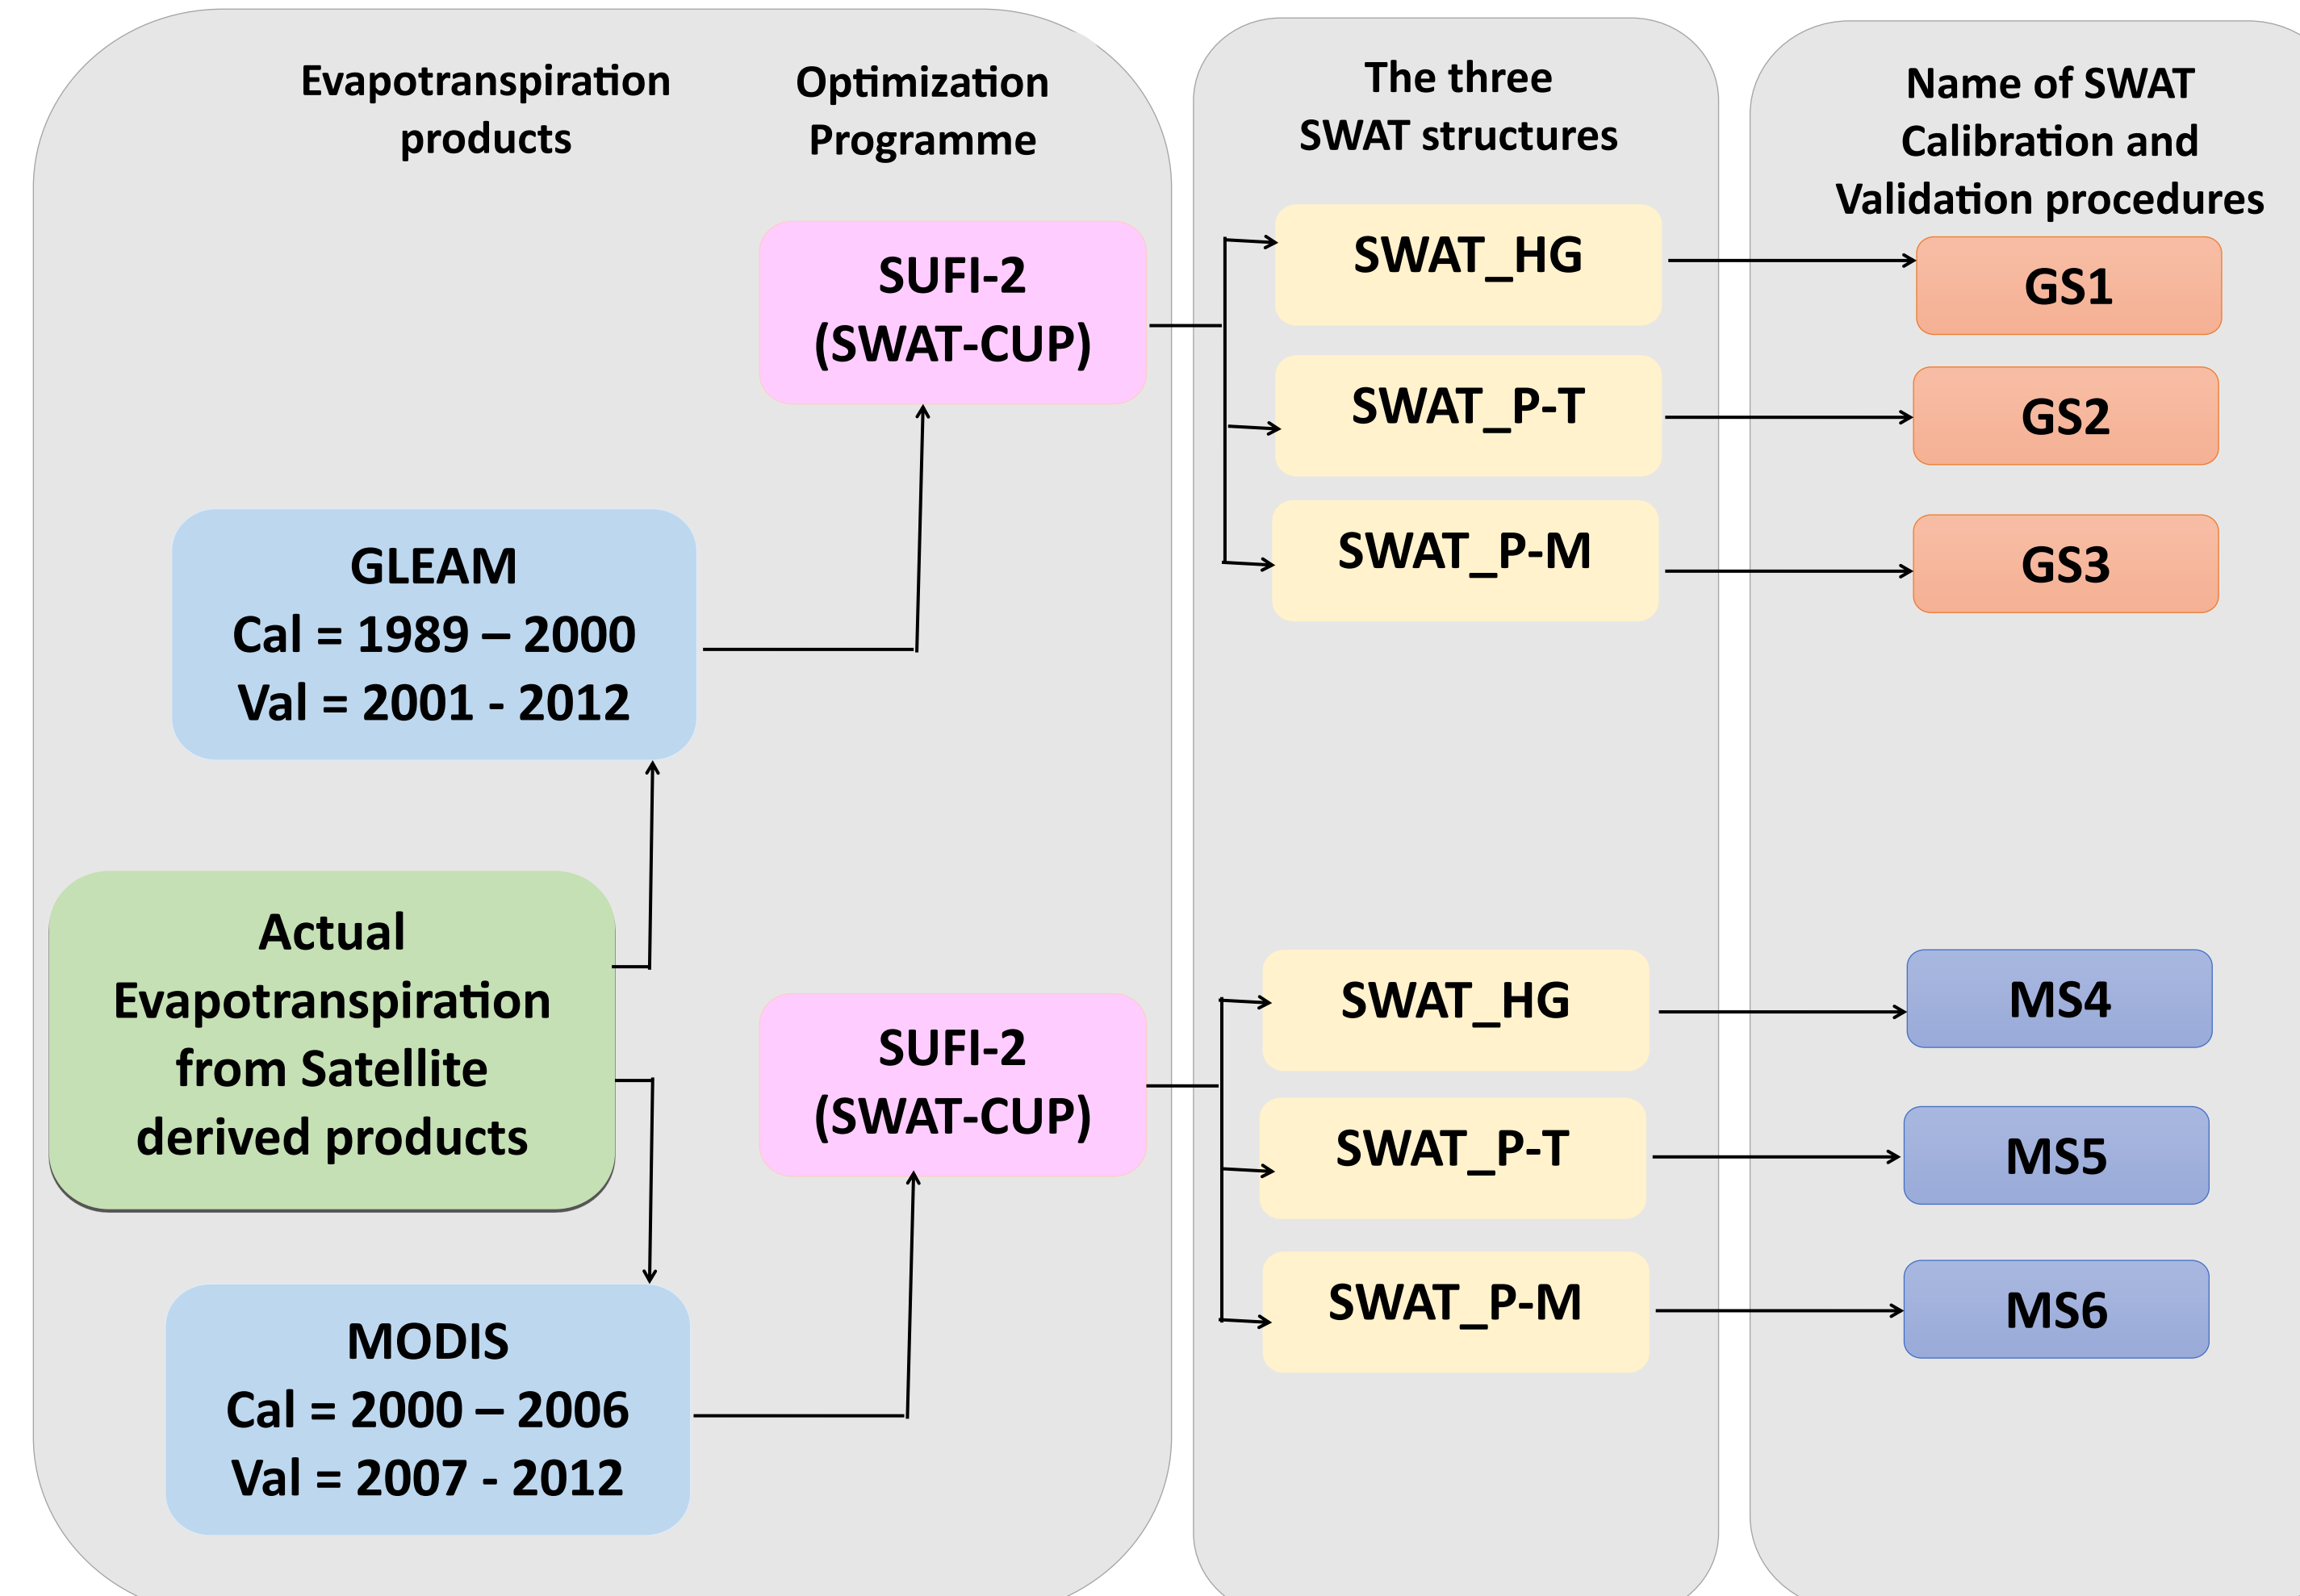 Evapotranspiration
products
Optimization
Programme
The three
SWAT structures
Name of SWAT
Calibration and
Validation procedures
SUFI-2
(SWAT-CUP)
SWAT_HG
SWAT_P-T
SWAT_P-M
GS1
GS2
GS3
GLEAM
Cal = 1989 – 2000
Val = 2001 - 2012
Actual
Evapotranspiration
from Satellite
derived products
SUFI-2
(SWAT-CUP)
SWAT_HG
SWAT_P-T
SWAT_P-M
MS4
MS5
MS6
MODIS
Cal = 2000 – 2006
Val = 2007 - 2012